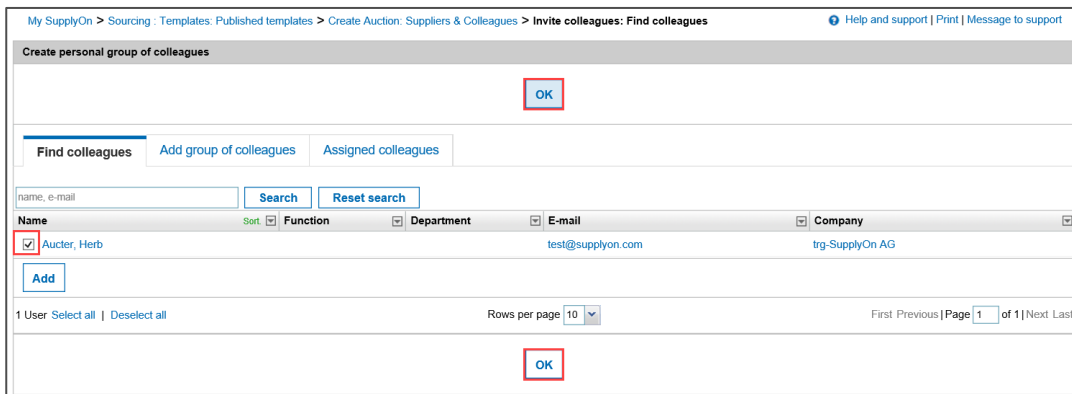 My SupplyOn > Sourcing : Templates: Published templates > Create Auction: Suppliers & Colleagues > Invite colleagues: Find colleagues Help and support | Print | Message to support
Create personal group of colleagues
OK
Find colleagues Add group of colleagues Assigned colleagues
name, e-mail Search Reset search
Name Sort. Function Department E-mail Company
Aucter, Herb test@supplyon.com trg-SupplyOn AG
Add
1 User Select all | Deselect all Rows per page 10 First Previous | Page 1 of 1 | Next Last
OK